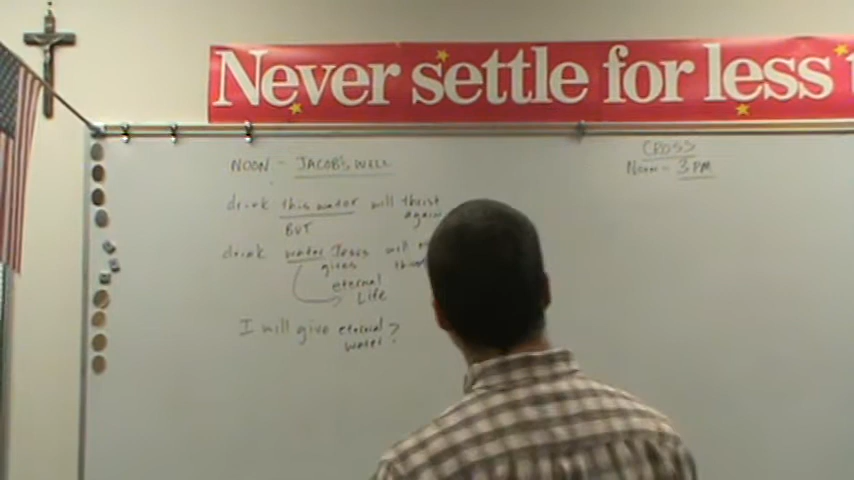 Never settle for less
NOON - JACOB'S WELL
drink this water will thrist
again
BUT
drink water Jesus will
gives
eternal
Life
I will give eternal ?
water
CROSS
Noon - 3 PM